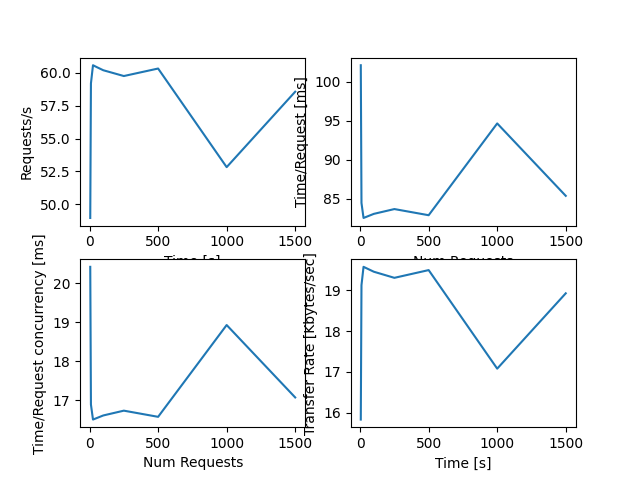 60.0
57.5
55.0
52.5
50.0
Requests/s
0 500 1000 1500
Time [s]
100
95
90
85
Time/Request [ms]
0 500 1000 1500
Num Requests
20
19
18
17
Time/Request concurrency [ms]
0 500 1000 1500
Num Requests
19
18
17
16
Transfer Rate [Kbytes/sec]
0 500 1000 1500
Time [s]